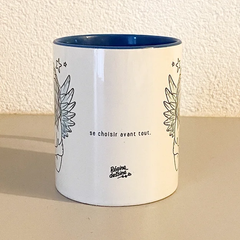 se choisir avant tout.